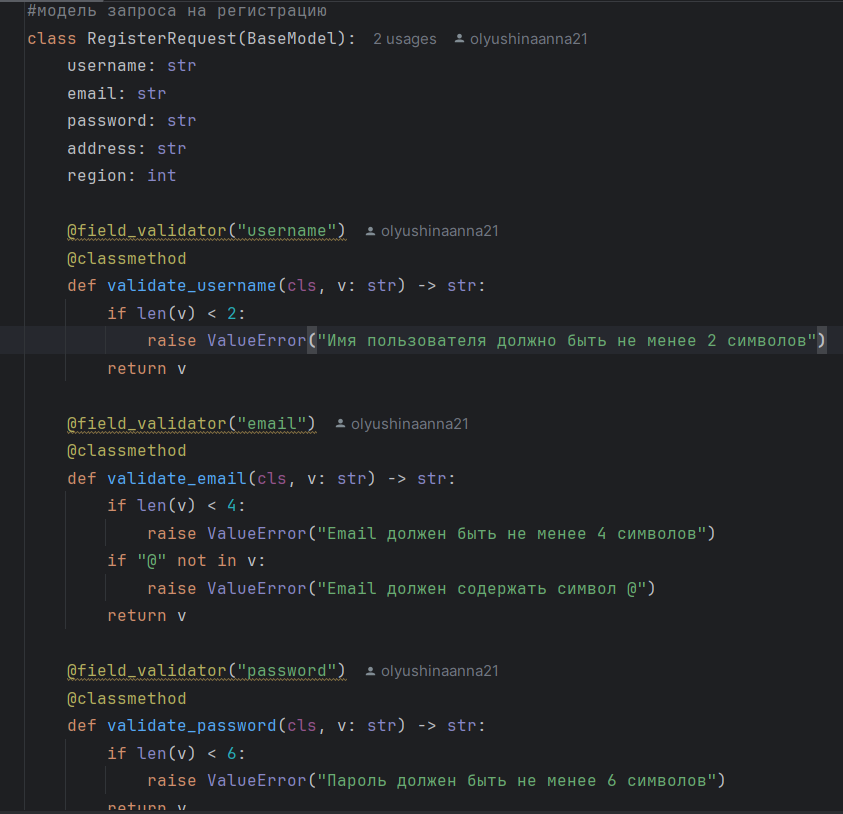 #модель запроса на регистрацию
class RegisterRequest(BaseModel): 2 usages olyushinaanna21
username: str
email: str
password: str
address: str
region: int
@field_validator("username") olyushinaanna21
@classmethod
def validate_username(cls, v: str) -> str:
if len(v) < 2:
raise ValueError("Имя пользователя должно быть не менее 2 символов")
return v
@field_validator("email") olyushinaanna21
@classmethod
def validate_email(cls, v: str) -> str:
if len(v) < 4:
raise ValueError("Email должен быть не менее 4 символов")
if "@" not in v:
raise ValueError("Email должен содержать символ @")
return v
@field_validator("password") olyushinaanna21
@classmethod
def validate_password(cls, v: str) -> str:
if len(v) < 6:
raise ValueError("Пароль должен быть не менее 6 символов")
return v